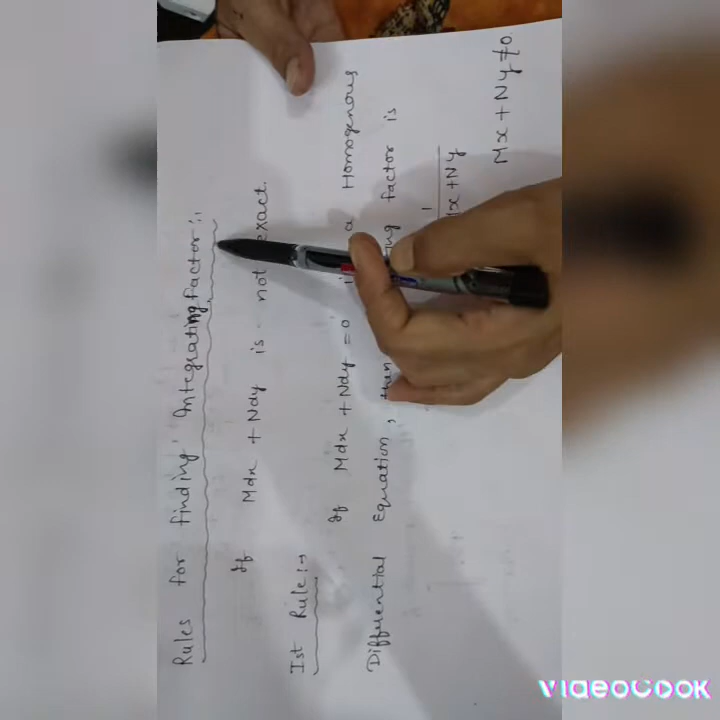 Rules for finding Integrating Factor :-
If Mdx + Ndy is not exact.
Ist Rule :→
If Mdx + Ndy = 0 a Homogenous
Differential Equation, then factor is
1
x + Ny
Mx + Ny ≠ 0
VIDEOCOOK